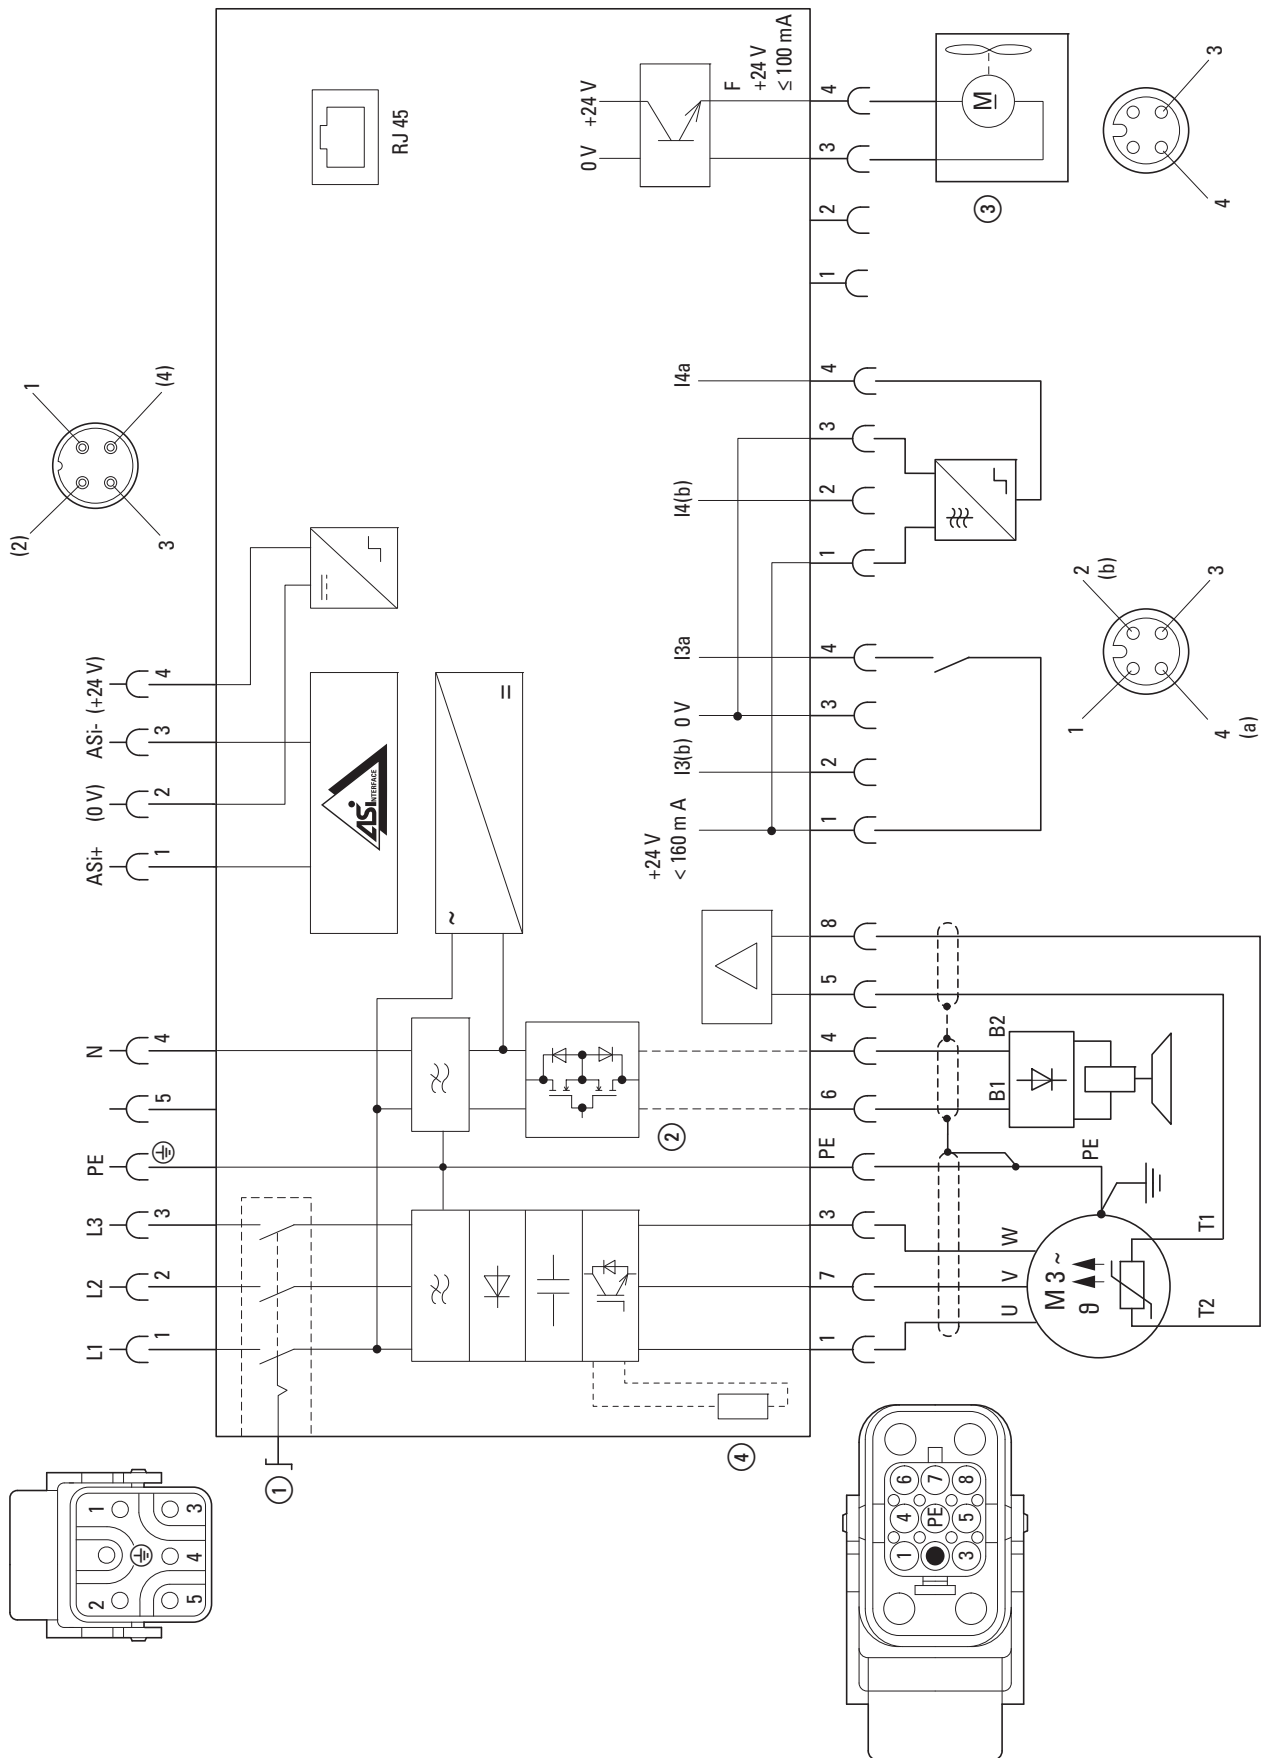 L1
L2
L3
PE
N
ASi+
(0 V)
ASi-
(+24 V)
1
2
3
5
4
1
2
3
4
(2)
1
3
(4)
1
2
3
4
5
1
ASi
INTERFACE
~
=
RJ 45
2
4
+24 V
< 160 m A
I3(b)
0 V
I3a
I4(b)
I4a
0 V
+24 V
F
+24 V
≤ 100 mA
1
7
3
PE
6
4
5
8
1
2
3
4
1
2
3
4
1
2
3
4
U
V
W
PE
B1
B2
M 3 ~
ϑ
T2
T1
M
3
1
2
(b)
4
(a)
3
4
3
1
4
6
PE
7
3
5
8